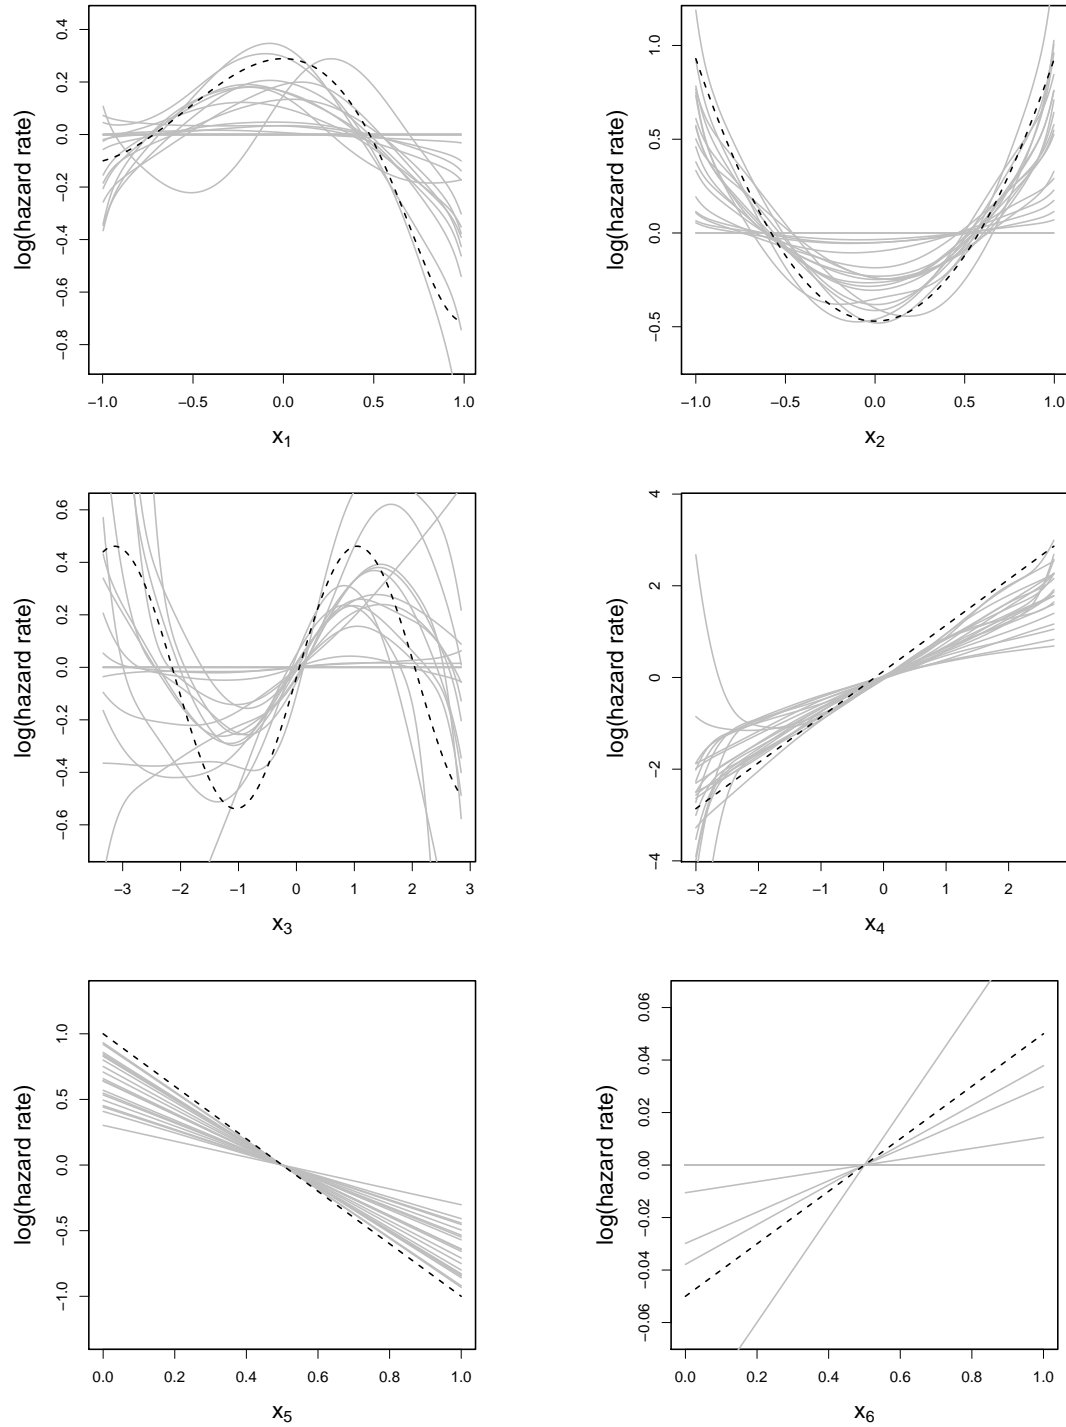 0.4
0.2
0.0
−0.2
−0.4
−0.6
−0.8
log(hazard rate)
−1.0 −0.5 0.0 0.5 1.0
x1
1.0
0.5
0.0
−0.5
log(hazard rate)
−1.0 −0.5 0.0 0.5 1.0
x2
0.6
0.4
0.2
0.0
−0.2
−0.4
−0.6
log(hazard rate)
−3 −2 −1 0 1 2 3
x3
4
2
0
−2
−4
log(hazard rate)
−3 −2 −1 0 1 2
x4
1.0
0.5
0.0
−0.5
−1.0
log(hazard rate)
0.0 0.2 0.4 0.6 0.8 1.0
x5
0.06
0.04
0.02
0.00
−0.02
−0.04
−0.06
log(hazard rate)
0.0 0.2 0.4 0.6 0.8 1.0
x6